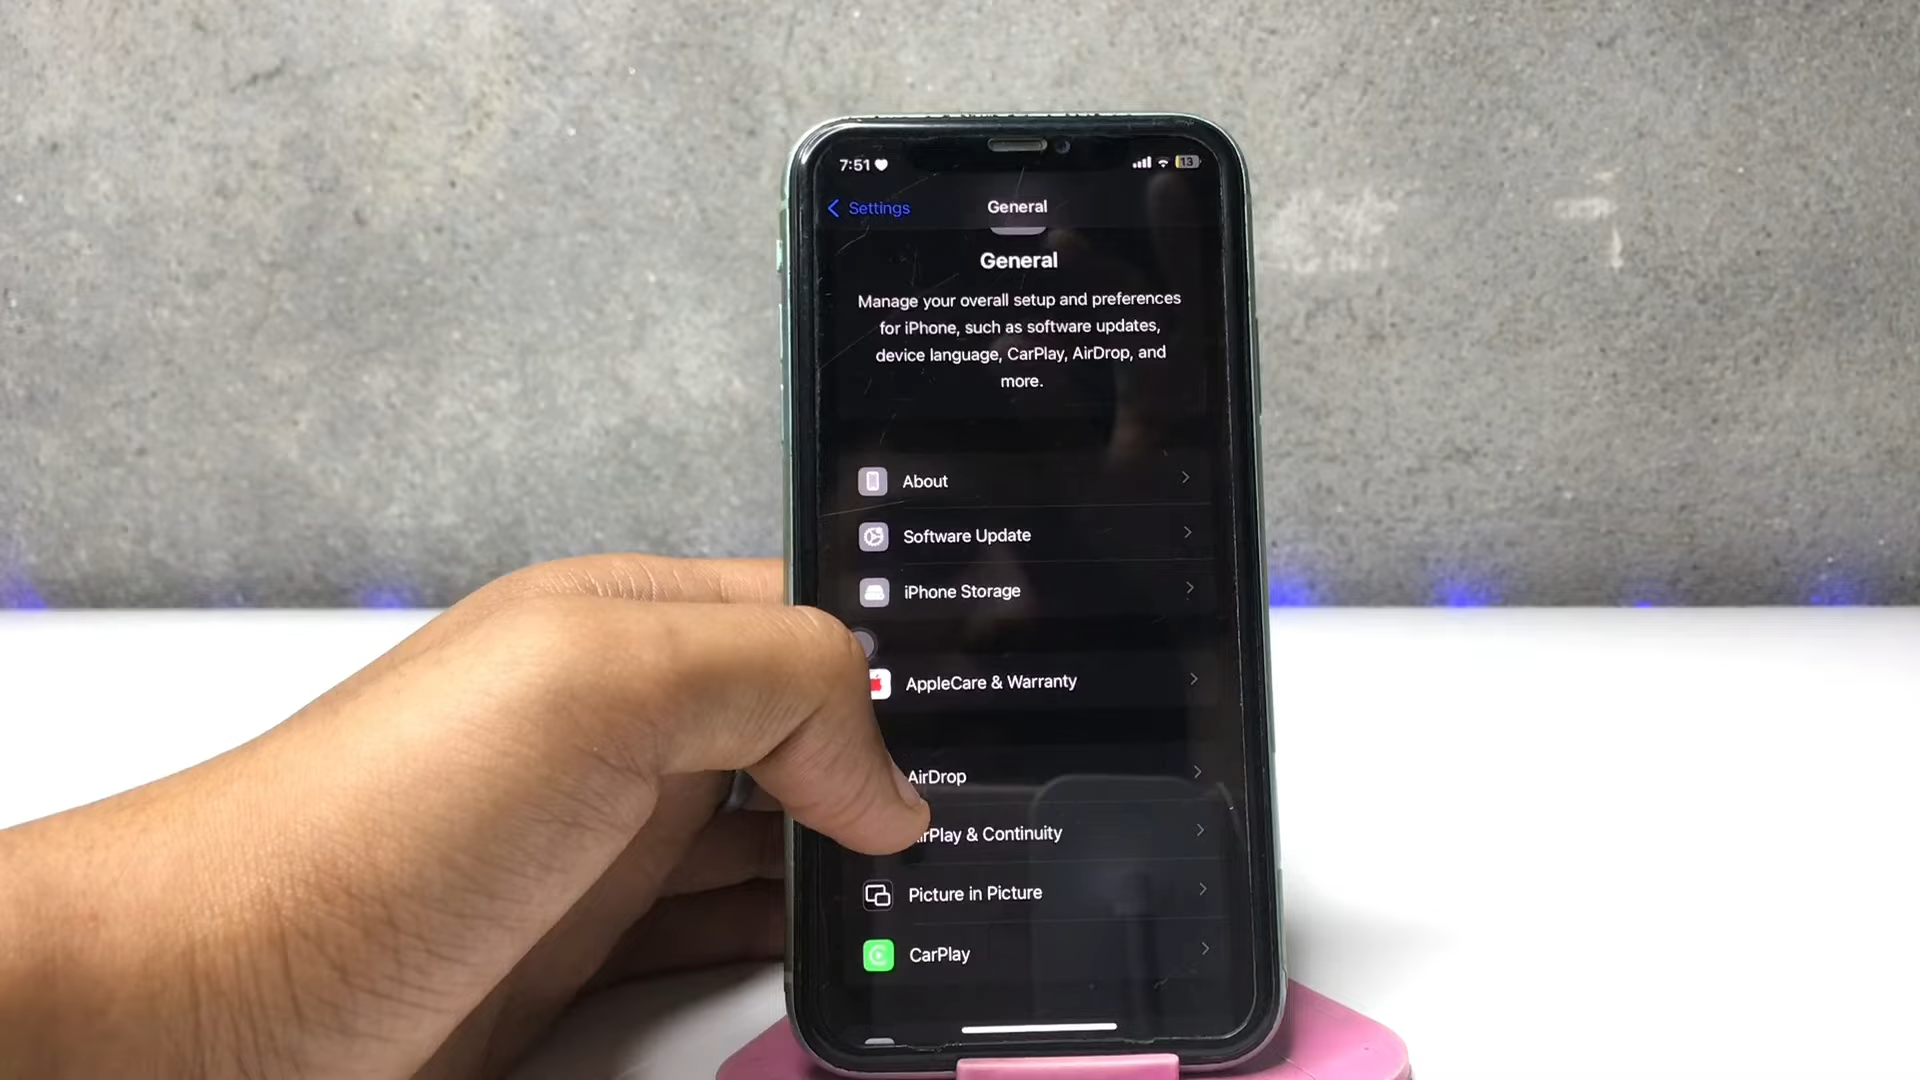 7:51
13
Settings
General
General
Manage your overall setup and preferences
for iPhone, such as software updates,
device language, CarPlay, AirDrop, and
more.
About
Software Update
iPhone Storage
AppleCare & Warranty
AirDrop
irPlay & Continuity
Picture in Picture
CarPlay